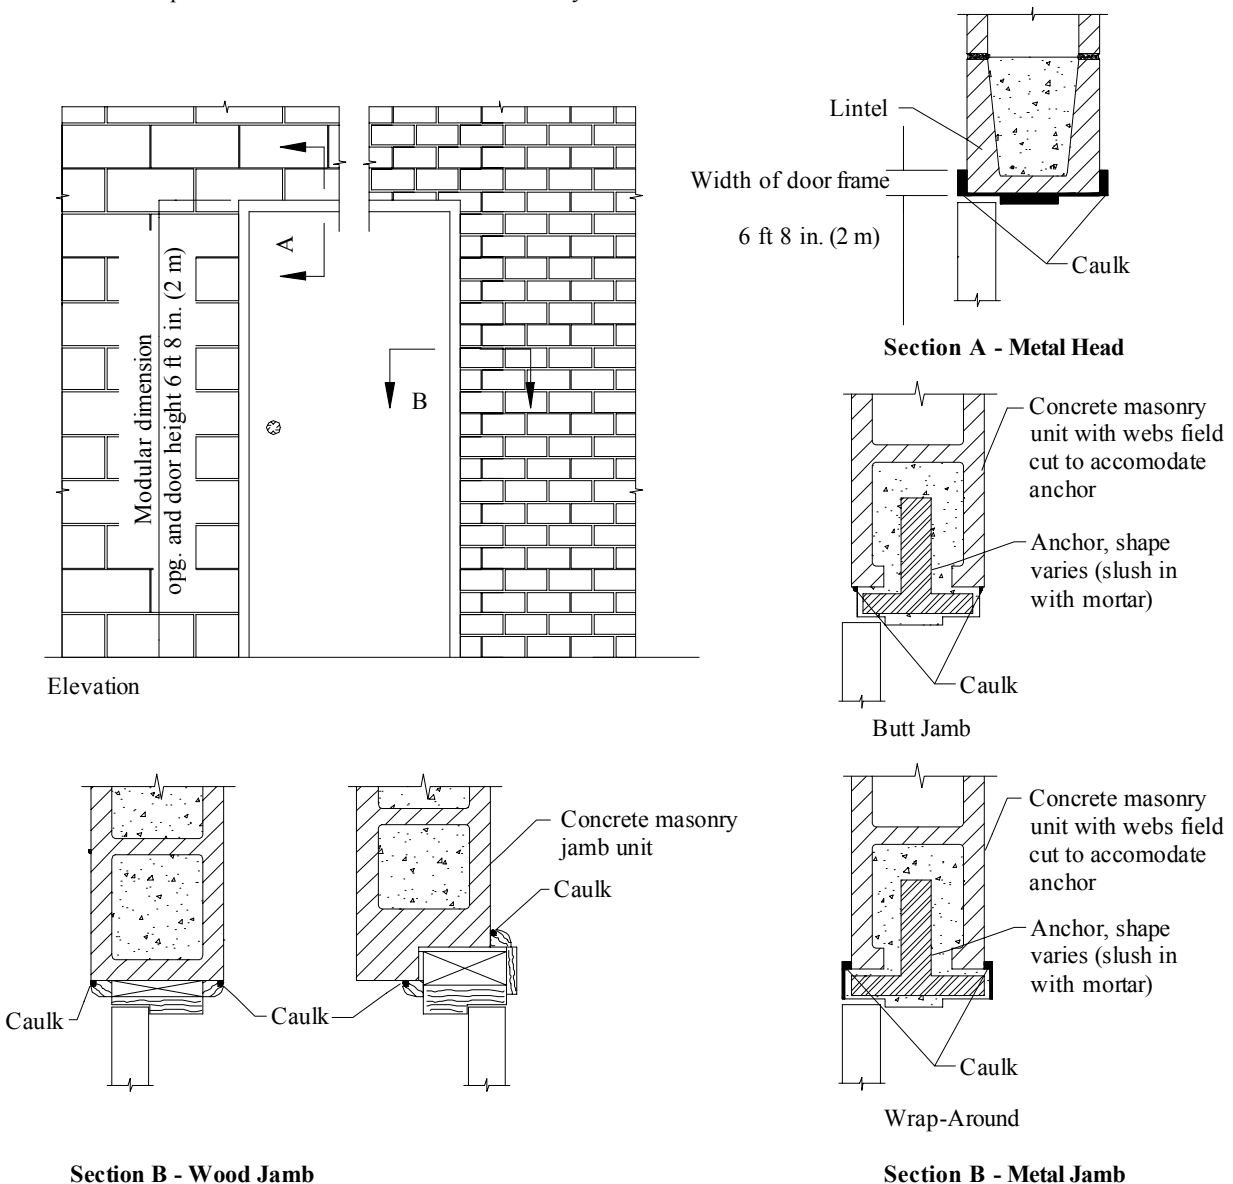 Lintel
Width of door frame
6 ft 8 in. (2 m)
Caulk
Section A - Metal Head
A
B
Modular dimension
opg. and door height 6 ft 8 in. (2 m)
Elevation
Concrete masonry
unit with webs field
cut to accomodate
anchor
Anchor, shape
varies (slush in
with mortar)
Caulk
Butt Jamb
Concrete masonry
jamb unit
Caulk
Caulk
Caulk
Section B - Wood Jamb
Concrete masonry
unit with webs field
cut to accomodate
anchor
Anchor, shape
varies (slush in
with mortar)
Caulk
Wrap-Around
Section B - Metal Jamb